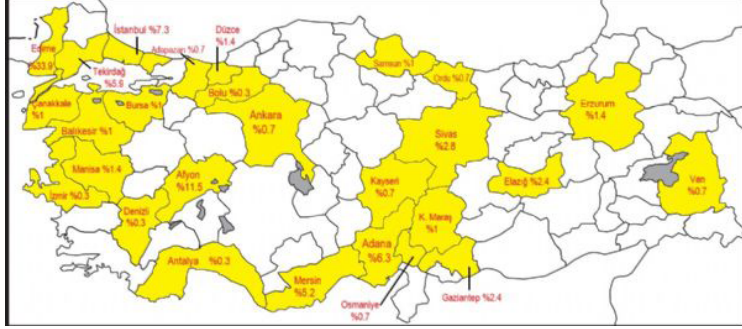 İstanbul %7.3
Düzce
%1.4
Edirne
%33.9
Adapazarı %0.7
Tekirdağ
%5.9
Samsun %1
Ordu %0.7
Çanakkale
%1
Bursa %1
Bolu %0.3
Ankara
%0.7
Erzurum
%1.4
Balıkesir %1
Sivas
%2.8
Manisa %1.4
Afyon
%11.5
Kayseri
%0.7
Elazığ %2.4
Van
%0.7
İzmir %0.3
Denizli
%0.3
K. Maraş
%1
Adana
%6.3
Antalya %0.3
Mersin
%5.2
Osmaniye
%0.7
Gaziantep %2.4